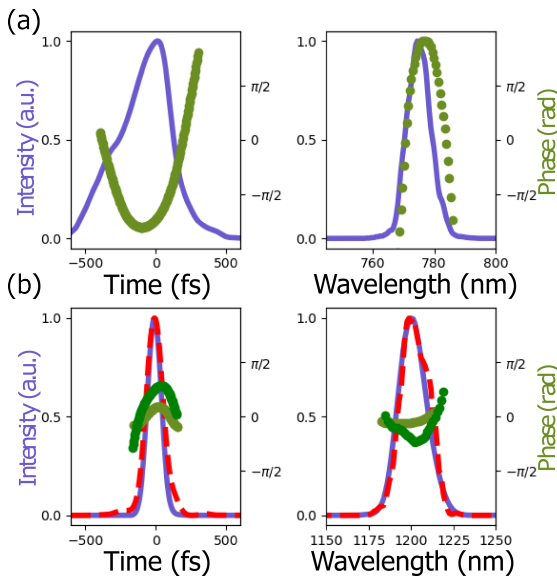 (a)
1.0
0.5
0.0
Intensity (a.u.)
π/2
0
−π/2
−500
0
500
Time (fs)
1.0
0.5
0.0
π/2
0
−π/2
Phase (rad)
760
780
800
Wavelength (nm)
(b)
1.0
0.5
0.0
Intensity (a.u.)
π/2
0
−π/2
−500
0
500
Time (fs)
1.0
0.5
0.0
π/2
0
−π/2
Phase (rad)
1150
1175
1200
1225
1250
Wavelength (nm)